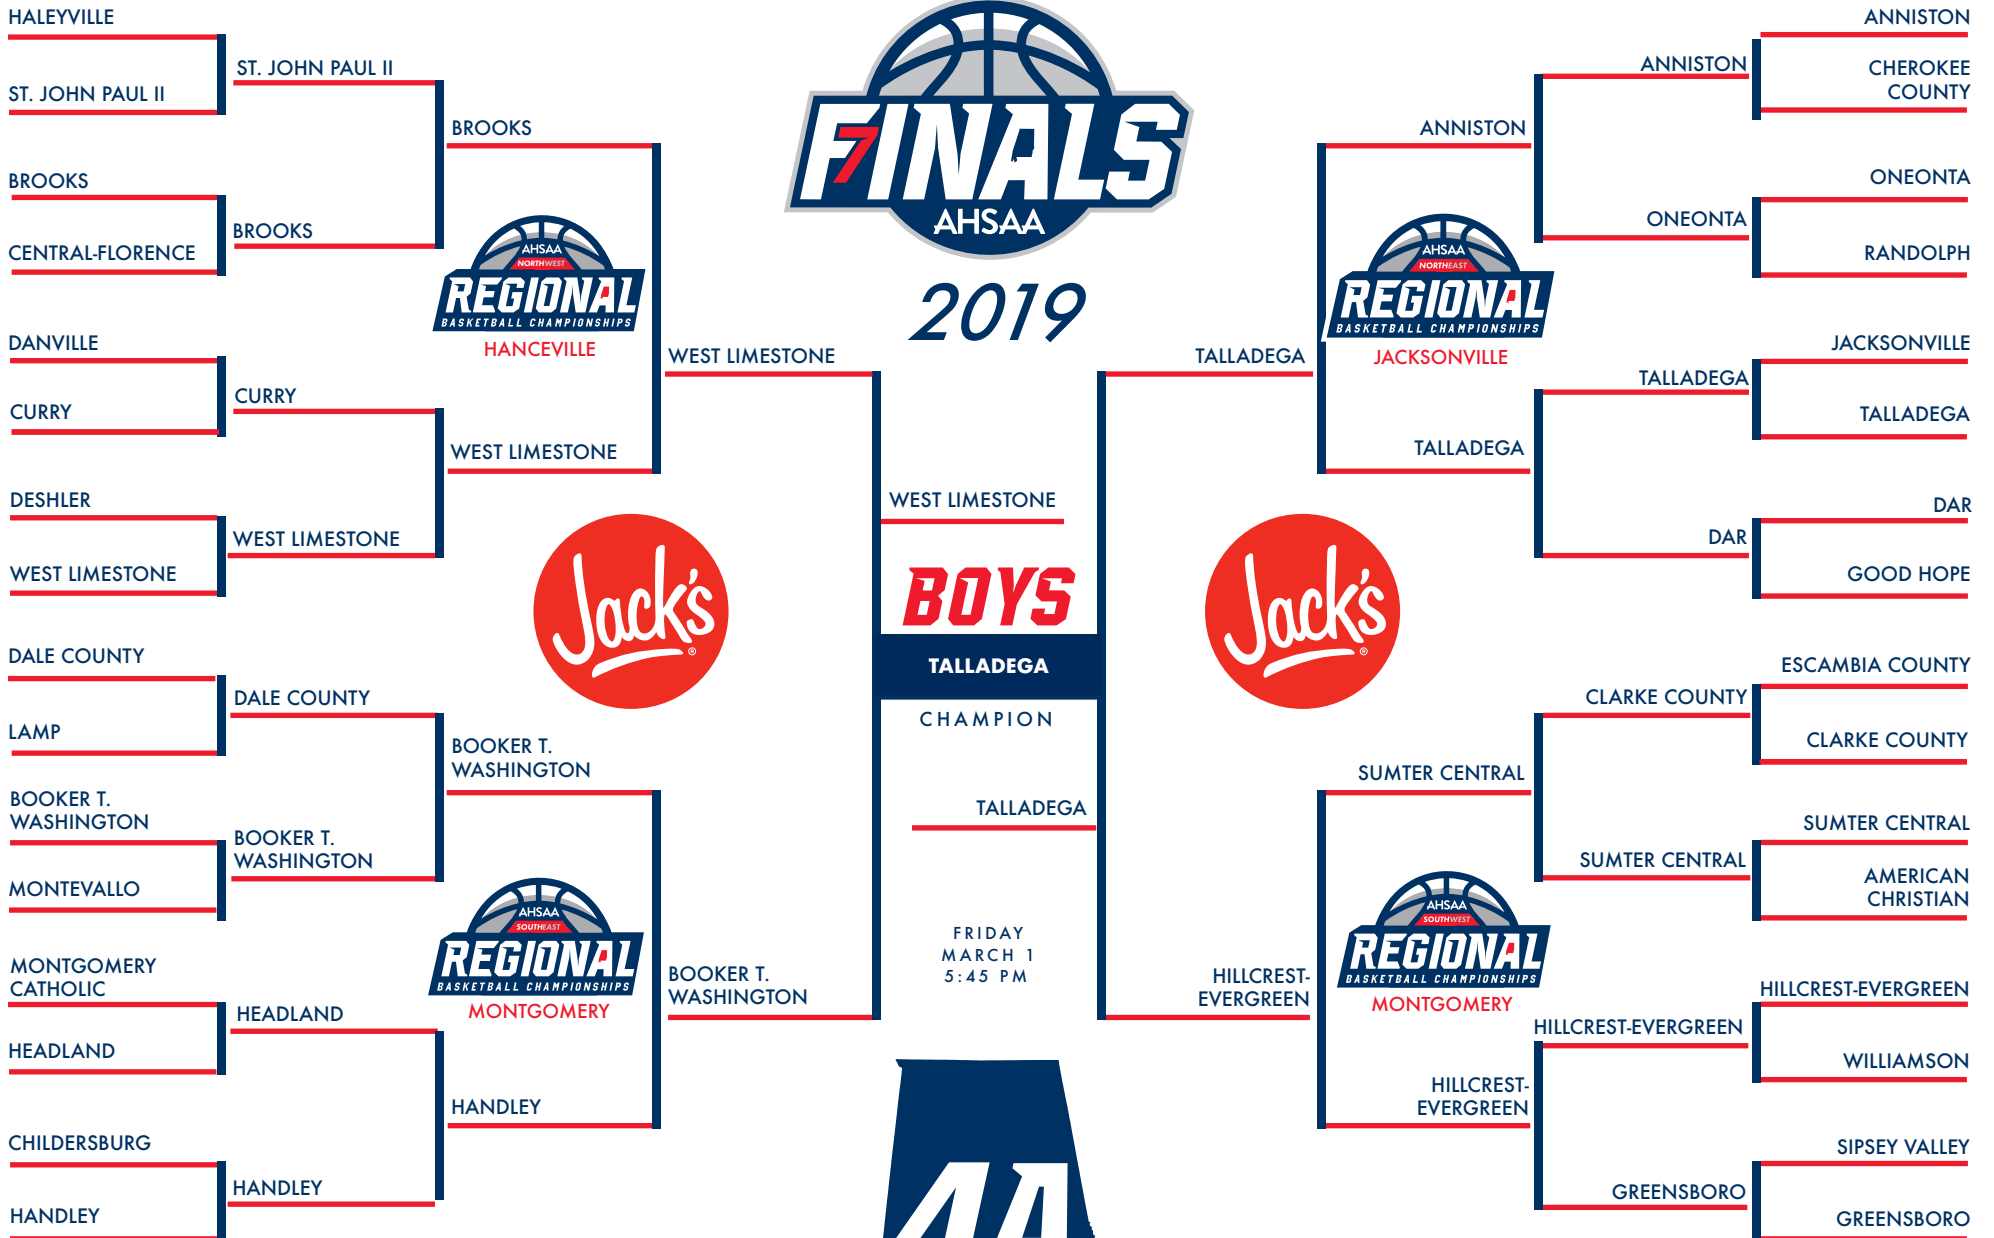 HALEYVILLE
ST. JOHN PAUL II
BROOKS
CENTRAL-FLORENCE
DANVILLE
CURRY
DESHLER
WEST LIMESTONE
DALE COUNTY
LAMP
BOOKER T.
WASHINGTON
MONTEVALLO
MONTGOMERY
CATHOLIC
HEADLAND
CHILDERSBURG
HANDLEY
ST. JOHN PAUL II
BROOKS
CURRY
WEST LIMESTONE
DALE COUNTY
BOOKER T.
WASHINGTON
HEADLAND
HANDLEY
BROOKS
AHSAA
NORTHWEST
REGIONAL
BASKETBALL CHAMPIONSHIPS
HANCEVILLE
WEST LIMESTONE
Jack's
®
BOOKER T.
WASHINGTON
AHSAA
SOUTHEAST
REGIONAL
BASKETBALL CHAMPIONSHIPS
MONTGOMERY
HANDLEY
WEST LIMESTONE
BOOKER T.
WASHINGTON
F7INALS
AHSAA
2019
WEST LIMESTONE
BOYS
TALLADEGA
CHAMPION
TALLADEGA
FRIDAY
MARCH 1
5:45 PM
4A
TALLADEGA
HILLCREST-
EVERGREEN
ANNISTON
AHSAA
NORTHEAST
REGIONAL
BASKETBALL CHAMPIONSHIPS
JACKSONVILLE
TALLADEGA
Jack's
®
SUMTER CENTRAL
AHSAA
SOUTHWEST
REGIONAL
BASKETBALL CHAMPIONSHIPS
MONTGOMERY
HILLCREST-
EVERGREEN
ANNISTON
ONEONTA
TALLADEGA
DAR
CLARKE COUNTY
SUMTER CENTRAL
HILLCREST-EVERGREEN
GREENSBORO
ANNISTON
CHEROKEE
COUNTY
ONEONTA
RANDOLPH
JACKSONVILLE
TALLADEGA
DAR
GOOD HOPE
ESCAMBIA COUNTY
CLARKE COUNTY
SUMTER CENTRAL
AMERICAN
CHRISTIAN
HILLCREST-EVERGREEN
WILLIAMSON
SIPSEY VALLEY
GREENSBORO